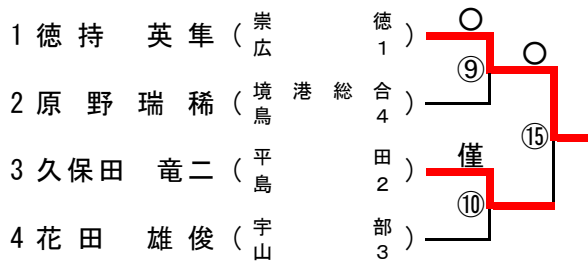 ○
1 徳持 英隼 (崇徳 広1)
○
⑨
2 原野瑞稀 (境港総合 鳥4)
⑮
僅
3 久保田 竜二 (平田 島2)
⑩
4 花田 雄俊 (宇部 山3)